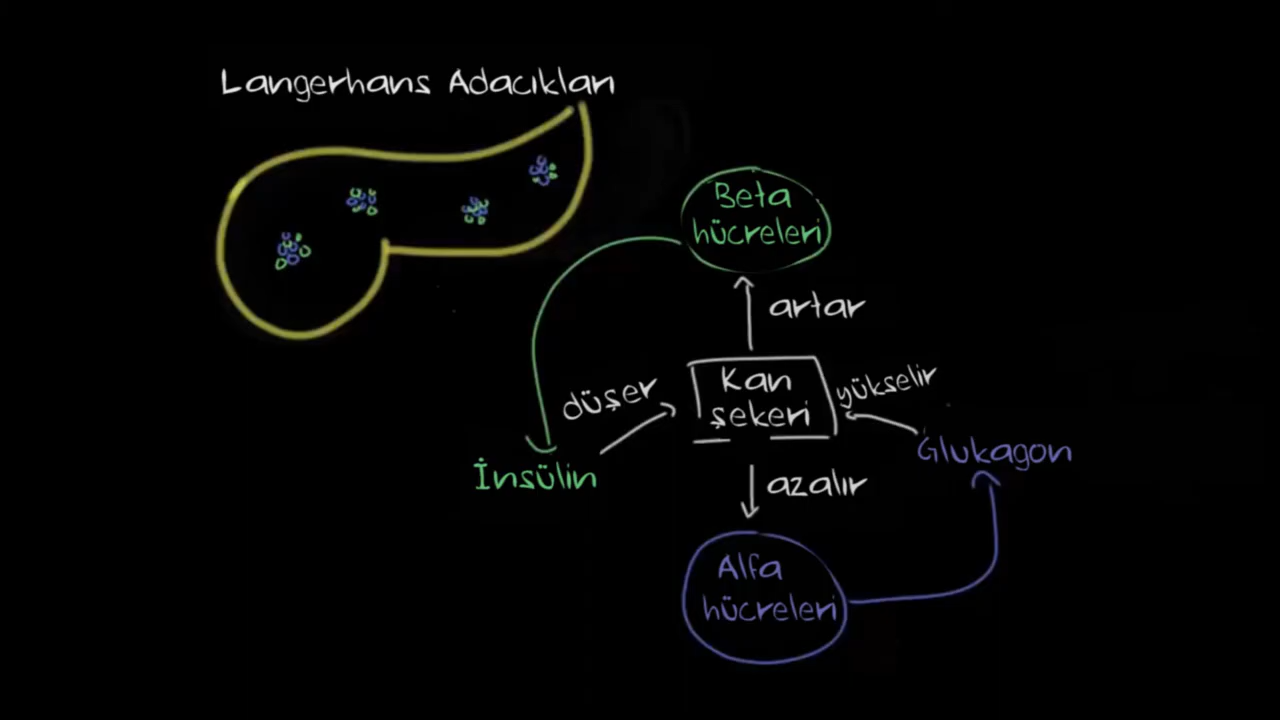 Langerhans Adacıkları
Beta
hücreleri
artar
düşer
Kan
şekeri
yükselir
İnsülin
Glukagon
azalır
Alfa
hücreleri